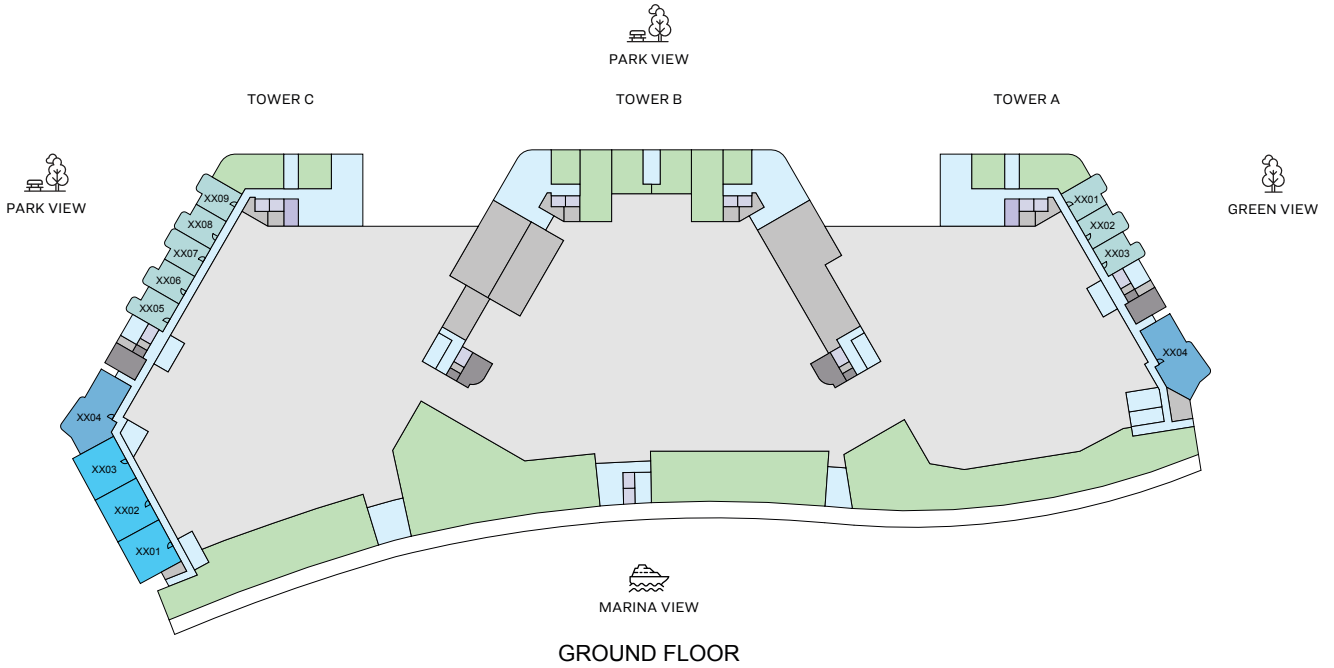 PARK VIEW
TOWER C
TOWER B
TOWER A
PARK VIEW
GREEN VIEW
XX09
XX08
XX07
XX06
XX05
XX04
XX03
XX02
XX01
XX01
XX02
XX03
XX04
MARINA VIEW
GROUND FLOOR